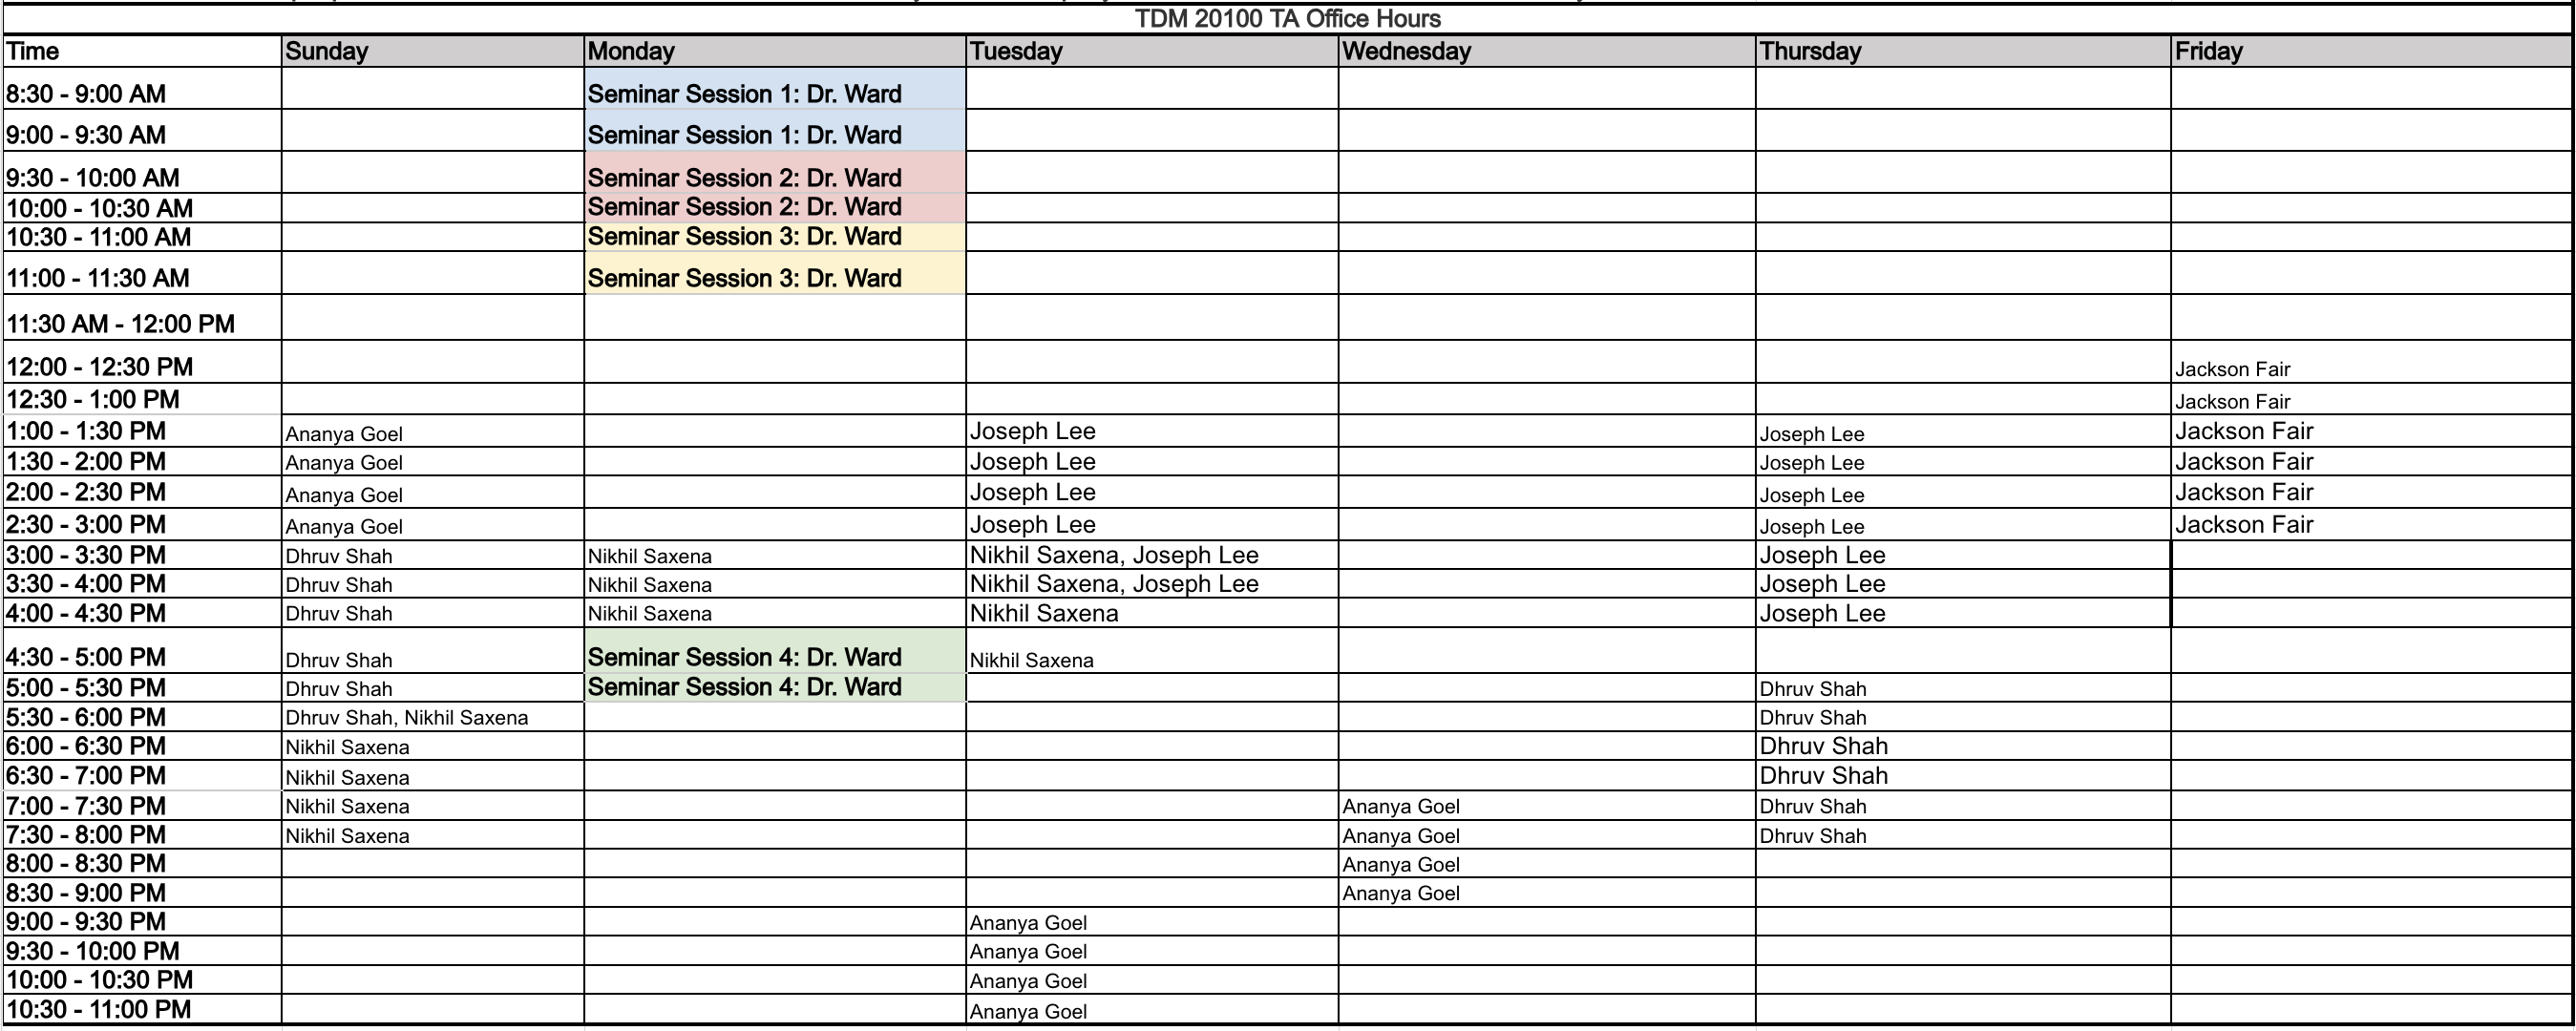 TDM 20100 TA Office Hours
Time Sunday Monday Tuesday Wednesday Thursday Friday
8:30 - 9:00 AM Seminar Session 1: Dr. Ward
9:00 - 9:30 AM Seminar Session 1: Dr. Ward
9:30 - 10:00 AM Seminar Session 2: Dr. Ward
10:00 - 10:30 AM Seminar Session 2: Dr. Ward
10:30 - 11:00 AM Seminar Session 3: Dr. Ward
11:00 - 11:30 AM Seminar Session 3: Dr. Ward
11:30 AM - 12:00 PM
12:00 - 12:30 PM Jackson Fair
12:30 - 1:00 PM Jackson Fair
1:00 - 1:30 PM Ananya Goel Joseph Lee Joseph Lee Jackson Fair
1:30 - 2:00 PM Ananya Goel Joseph Lee Joseph Lee Jackson Fair
2:00 - 2:30 PM Ananya Goel Joseph Lee Joseph Lee Jackson Fair
2:30 - 3:00 PM Ananya Goel Joseph Lee Joseph Lee Jackson Fair
3:00 - 3:30 PM Dhruv Shah Nikhil Saxena Nikhil Saxena, Joseph Lee Joseph Lee
3:30 - 4:00 PM Dhruv Shah Nikhil Saxena Nikhil Saxena, Joseph Lee Joseph Lee
4:00 - 4:30 PM Dhruv Shah Nikhil Saxena Nikhil Saxena Joseph Lee
4:30 - 5:00 PM Dhruv Shah Seminar Session 4: Dr. Ward Nikhil Saxena
5:00 - 5:30 PM Dhruv Shah Seminar Session 4: Dr. Ward Dhruv Shah
5:30 - 6:00 PM Dhruv Shah, Nikhil Saxena Dhruv Shah
6:00 - 6:30 PM Nikhil Saxena Dhruv Shah
6:30 - 7:00 PM Nikhil Saxena Dhruv Shah
7:00 - 7:30 PM Nikhil Saxena Ananya Goel Dhruv Shah
7:30 - 8:00 PM Nikhil Saxena Ananya Goel Dhruv Shah
8:00 - 8:30 PM Ananya Goel
8:30 - 9:00 PM Ananya Goel
9:00 - 9:30 PM Ananya Goel
9:30 - 10:00 PM Ananya Goel
10:00 - 10:30 PM Ananya Goel
10:30 - 11:00 PM Ananya Goel